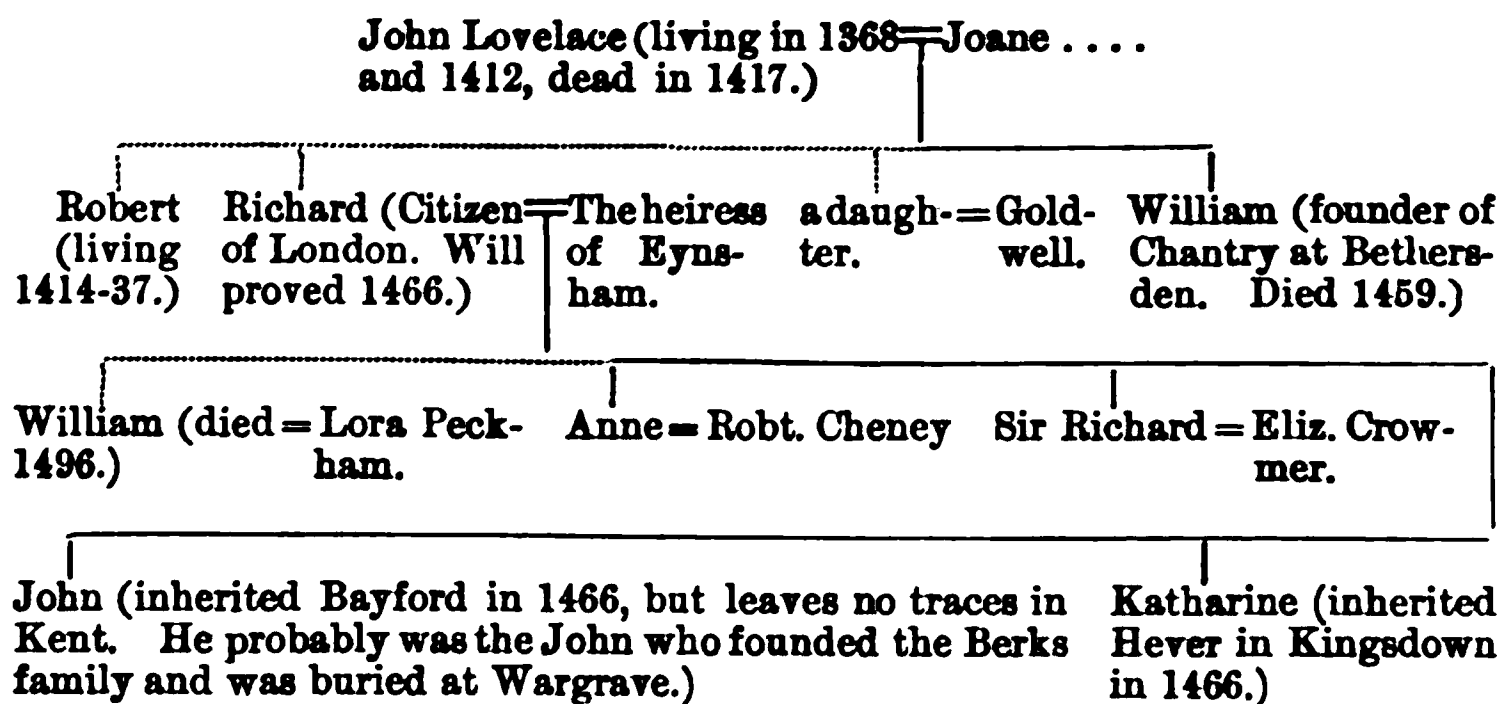 John Lovelace (living in 1368=Joane ....
and 1412, dead in 1417.)
Robert
(living
1414-37.)
Richard (Citizen=The heiress
of London. Will of Eyns-
proved 1466.) ham.
a daugh-=Gold-
ter. well.
William (founder of
Chantry at Bethers-
den. Died 1459.)
William (died = Lora Peck-
1496.) ham.
Anne = Robt. Cheney
Sir Richard = Eliz. Crow-
mer.
John (inherited Bayford in 1466, but leaves no traces in
Kent. He probably was the John who founded the Berks
family and was buried at Wargrave.)
Katharine (inherited
Hever in Kingsdown
in 1466.)